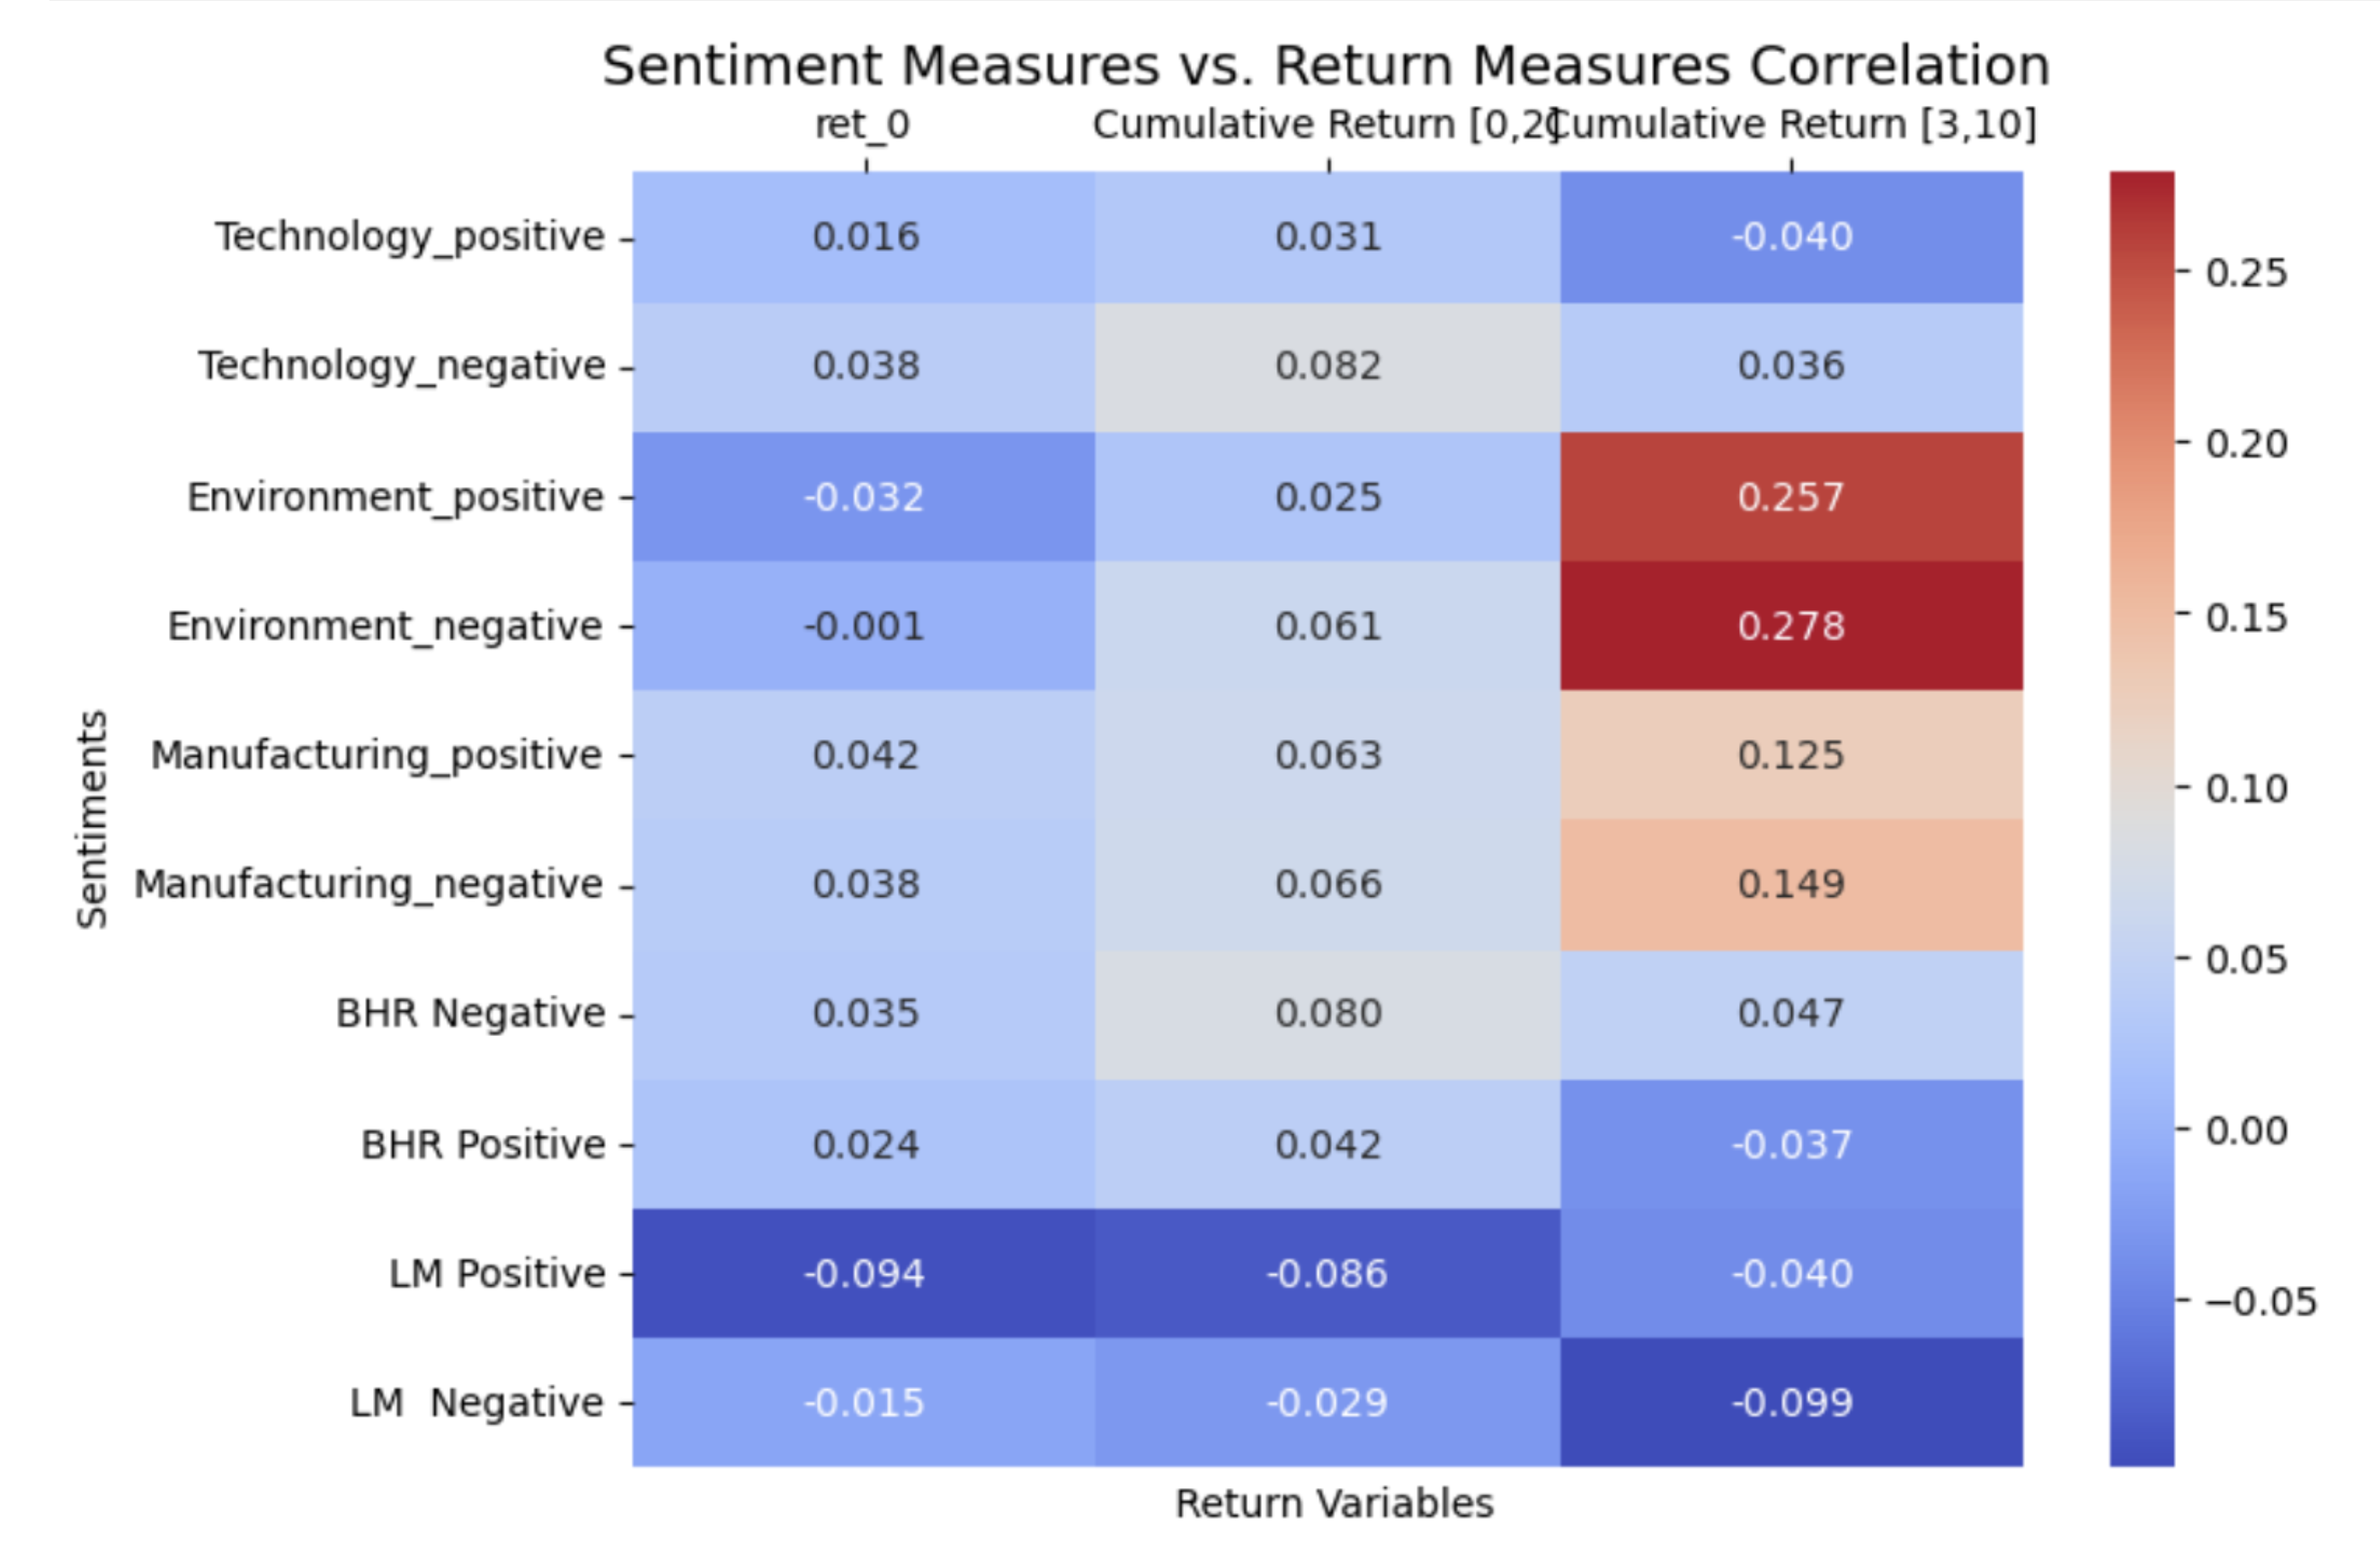 Sentiment Measures vs. Return Measures Correlation
ret_0 Cumulative Return [0,2] Cumulative Return [3,10]
Technology_positive 0.016 0.031 -0.040
Technology_negative 0.038 0.082 0.036
Environment_positive -0.032 0.025 0.257
Environment_negative -0.001 0.061 0.278
Manufacturing_positive 0.042 0.063 0.125
Manufacturing_negative 0.038 0.066 0.149
BHR Negative 0.035 0.080 0.047
BHR Positive 0.024 0.042 -0.037
LM Positive -0.094 -0.086 -0.040
LM  Negative -0.015 -0.029 -0.099
Sentiments
Return Variables
0.25
0.20
0.15
0.10
0.05
0.00
−0.05